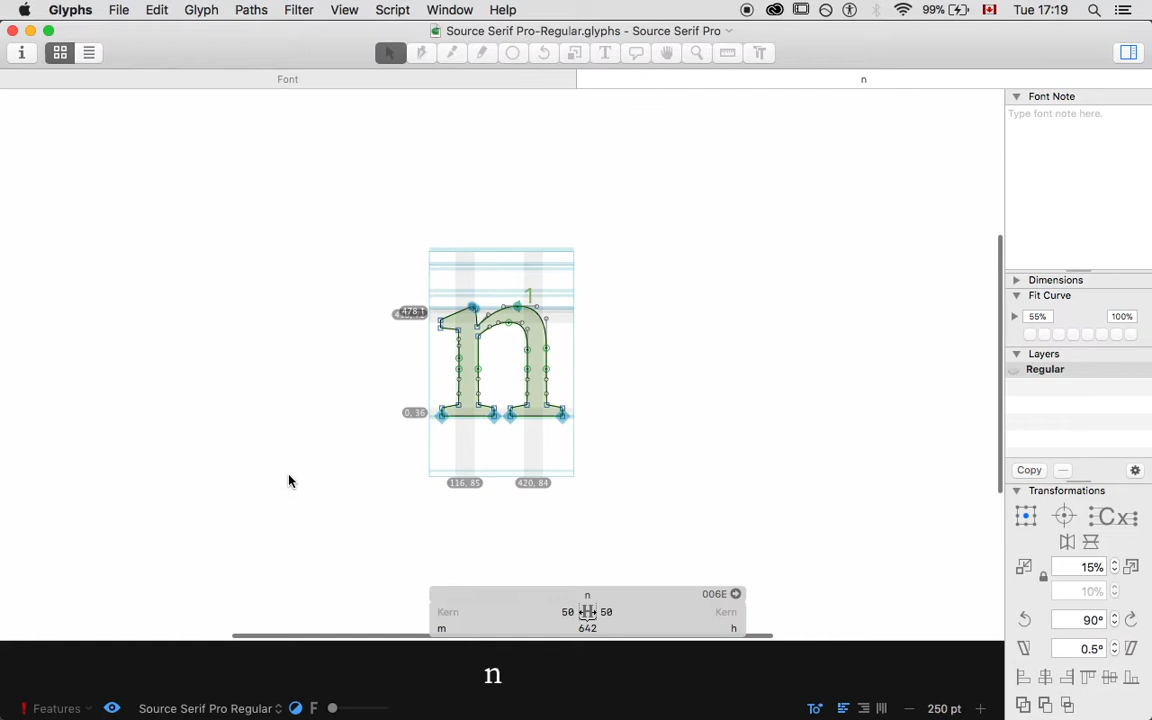 Glyphs File Edit Glyph Paths Filter View Script Window Help 99% Tue 17:19
Source Serif Pro-Regular.glyphs - Source Serif Pro
Font n
Font Note
Type font note here.
Dimensions
Fit Curve
55% 100%
Layers
Regular
Copy
Transformations
Cx
15%
10%
90°
0.5°
1
478, 1
0, 36
n
116, 85 420, 84
n 006E
Kern 50 H 50 Kern
m 642 h
n
! Features Source Serif Pro Regular F To 250 pt